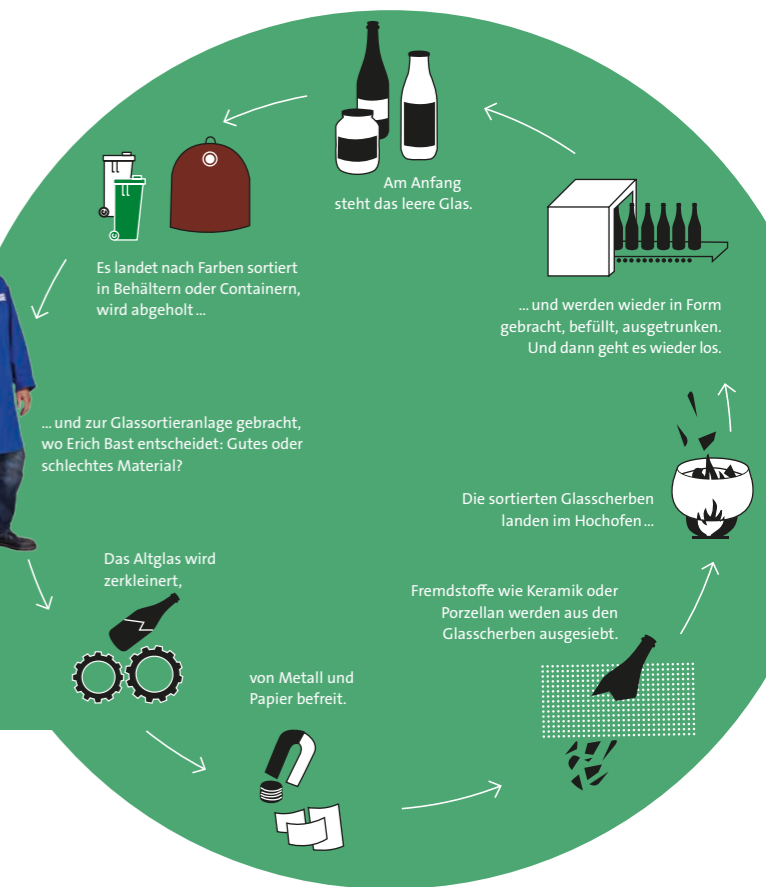 Am Anfang
steht das leere Glas.
Es landet nach Farben sortiert
in Behältern oder Containern,
wird abgeholt ...
... und zur Glassortieranlage gebracht,
wo Erich Bast entscheidet: Gutes oder
schlechtes Material?
Das Altglas wird
zerkleinert,
von Metall und
Papier befreit.
Fremdstoffe wie Keramik oder
Porzellan werden aus den
Glasscherben ausgesiebt.
Die sortierten Glasscherben
landen im Hochofen ...
... und werden wieder in Form
gebracht, befüllt, ausgetrunken.
Und dann geht es wieder los.